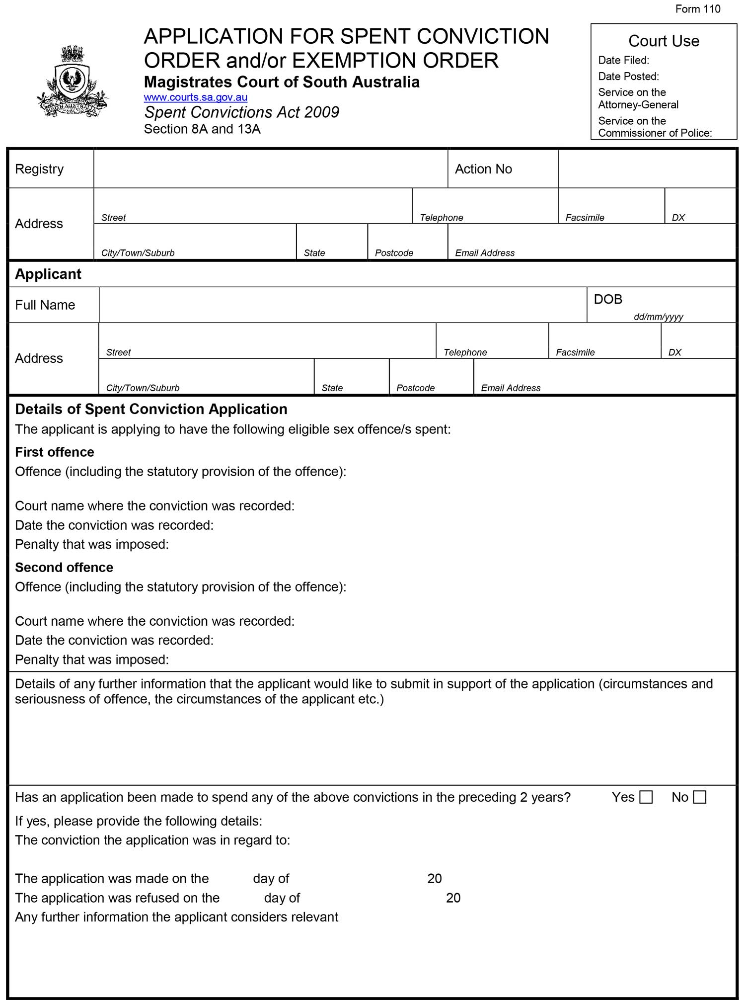 Form 110
APPLICATION FOR SPENT CONVICTION
ORDER and/or EXEMPTION ORDER
Magistrates Court of South Australia
www.courts.sa.gov.au
Spent Convictions Act 2009
Section 8A and 13A
SOUTH AUSTRALIA
Court Use
Date Filed:
Date Posted:
Service on the
Attorney-General
Service on the
Commissioner of Police:
Registry
Action No
Address
Street
Telephone
Facsimile
DX
City/Town/Suburb
State
Postcode
Email Address
Applicant
Full Name
DOB
dd/mm/yyyy
Address
Street
Telephone
Facsimile
DX
City/Town/Suburb
State
Postcode
Email Address
Details of Spent Conviction Application
The applicant is applying to have the following eligible sex offence/s spent:
First offence
Offence (including the statutory provision of the offence):
Court name where the conviction was recorded:
Date the conviction was recorded:
Penalty that was imposed:
Second offence
Offence (including the statutory provision of the offence):
Court name where the conviction was recorded:
Date the conviction was recorded:
Penalty that was imposed:
Details of any further information that the applicant would like to submit in support of the application (circumstances and
seriousness of offence, the circumstances of the applicant etc.)
Has an application been made to spend any of the above convictions in the preceding 2 years? Yes No
If yes, please provide the following details:
The conviction the application was in regard to:
The application was made on the day of 20
The application was refused on the day of 20
Any further information the applicant considers relevant